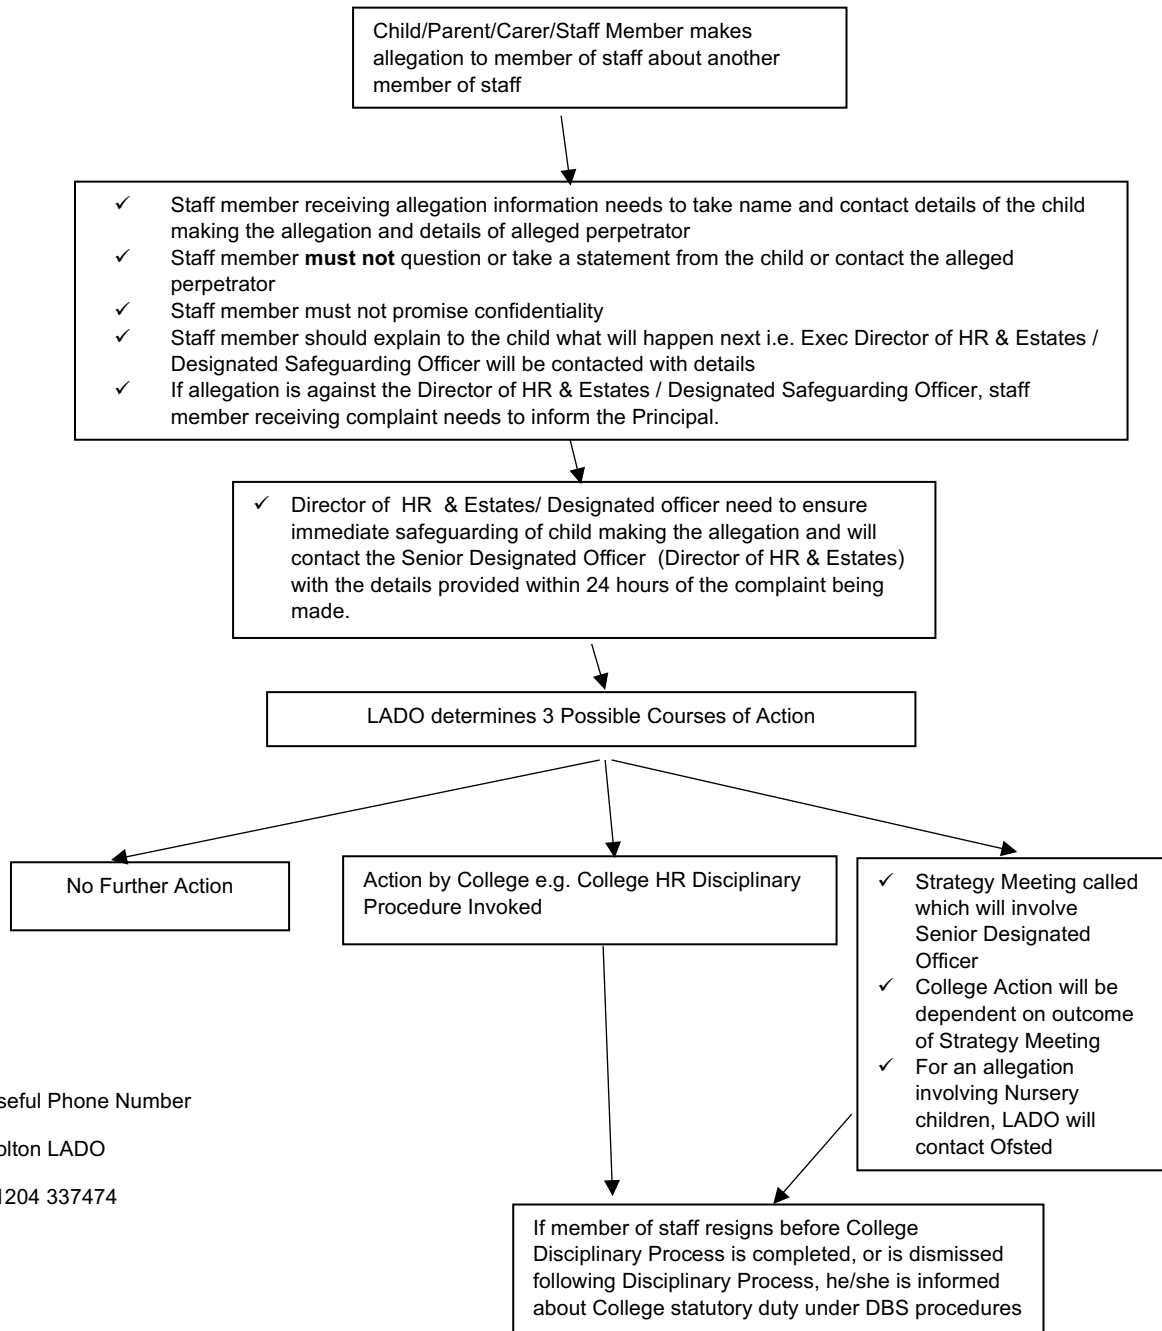 Child/Parent/Carer/Staff Member makes
allegation to member of staff about another
member of staff
✓ Staff member receiving allegation information needs to take name and contact details of the child
making the allegation and details of alleged perpetrator
✓ Staff member must not question or take a statement from the child or contact the alleged
perpetrator
✓ Staff member must not promise confidentiality
✓ Staff member should explain to the child what will happen next i.e. Exec Director of HR & Estates /
Designated Safeguarding Officer will be contacted with details
✓ If allegation is against the Director of HR & Estates / Designated Safeguarding Officer, staff
member receiving complaint needs to inform the Principal.
✓ Director of HR & Estates/ Designated officer need to ensure
immediate safeguarding of child making the allegation and will
contact the Senior Designated Officer (Director of HR & Estates)
with the details provided within 24 hours of the complaint being
made.
LADO determines 3 Possible Courses of Action
No Further Action
Action by College e.g. College HR Disciplinary
Procedure Invoked
✓ Strategy Meeting called
which will involve
Senior Designated
Officer
✓ College Action will be
dependent on outcome
of Strategy Meeting
✓ For an allegation
involving Nursery
children, LADO will
contact Ofsted
seful Phone Number
olton LADO
1204 337474
If member of staff resigns before College
Disciplinary Process is completed, or is dismissed
following Disciplinary Process, he/she is informed
about College statutory duty under DBS procedures